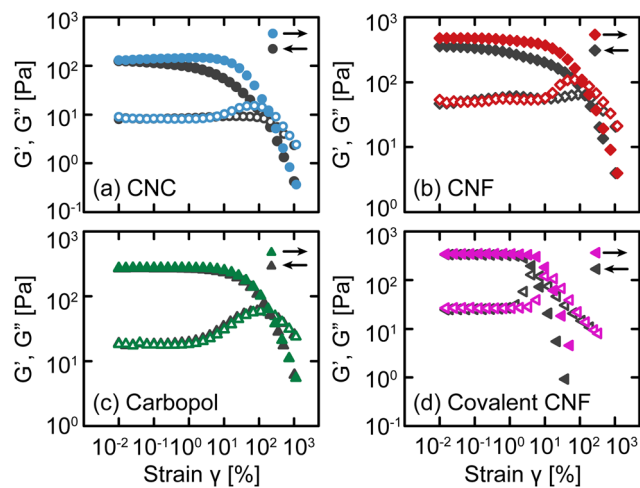 G', G'' [Pa]
10³
10²
10¹
10⁰
10⁻¹
(a) CNC
10³
10²
10¹
10⁰
(b) CNF
G', G'' [Pa]
10³
10²
10¹
10⁰
(c) Carbopol
10⁻² 10⁻¹ 10⁰ 10¹ 10² 10³
Strain γ [%]
10³
10²
10¹
10⁰
10⁻¹
(d) Covalent CNF
10⁻² 10⁻¹ 10⁰ 10¹ 10² 10³
Strain γ [%]